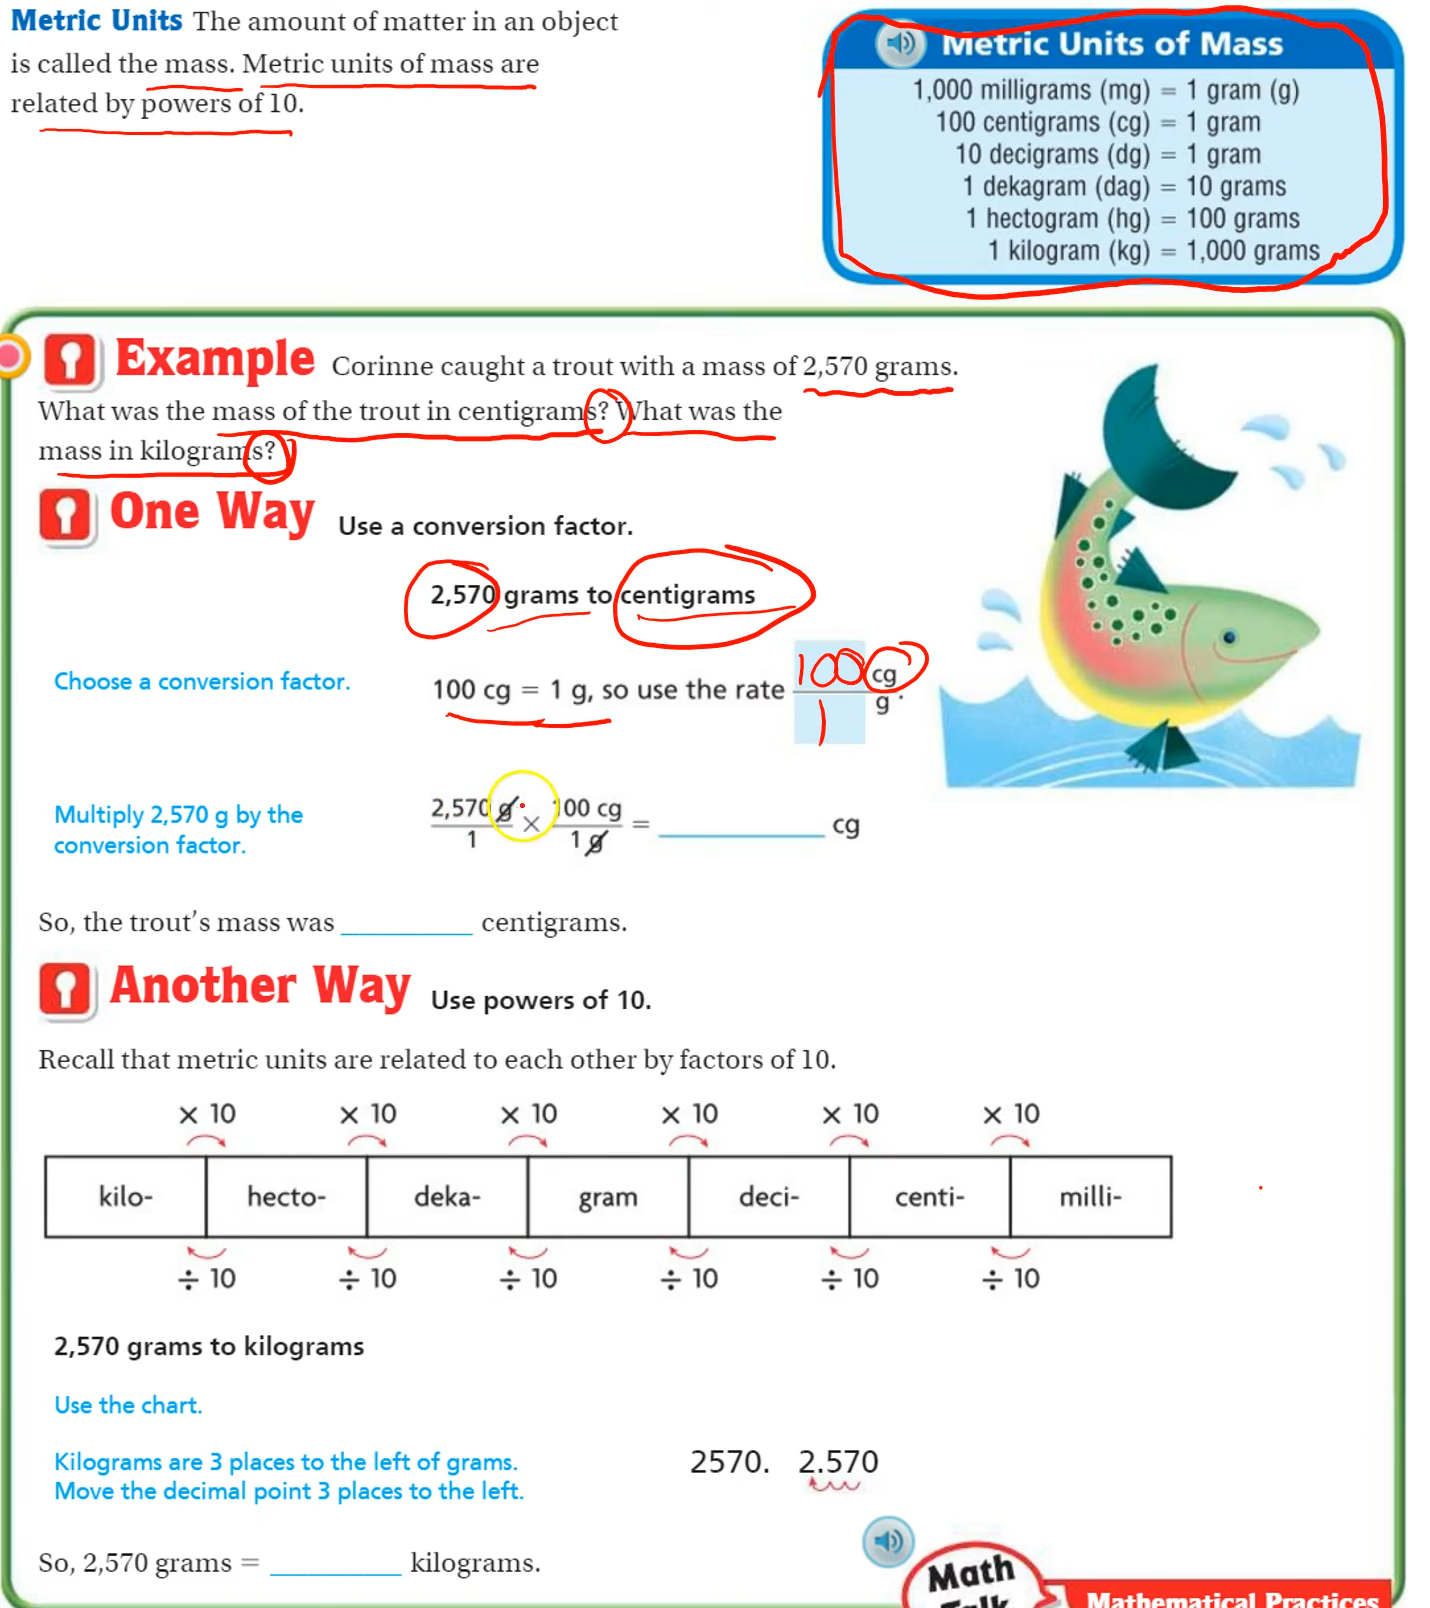 Metric Units The amount of matter in an object
is called the mass. Metric units of mass are
related by powers of 10.
Metric Units of Mass
1,000 milligrams (mg) = 1 gram (g)
100 centigrams (cg) = 1 gram
10 decigrams (dg) = 1 gram
1 dekagram (dag) = 10 grams
1 hectogram (hg) = 100 grams
1 kilogram (kg) = 1,000 grams
Example Corinne caught a trout with a mass of 2,570 grams.
What was the mass of the trout in centigrams? What was the
mass in kilograms?
One Way Use a conversion factor.
2,570 grams to centigrams
Choose a conversion factor.
100 cg = 1 g, so use the rate 100 cg
1 g.
Multiply 2,570 g by the
conversion factor.
2,570 g × 100 cg = ________ cg
1 1 g
So, the trout's mass was ________ centigrams.
Another Way Use powers of 10.
Recall that metric units are related to each other by factors of 10.
× 10 × 10 × 10 × 10 × 10 × 10
kilo- hecto- deka- gram deci- centi- milli-
÷ 10 ÷ 10 ÷ 10 ÷ 10 ÷ 10 ÷ 10
2,570 grams to kilograms
Use the chart.
Kilograms are 3 places to the left of grams.
Move the decimal point 3 places to the left.
2570. 2.570
So, 2,570 grams = ________ kilograms.
Math
Talk
Mathematical Practices